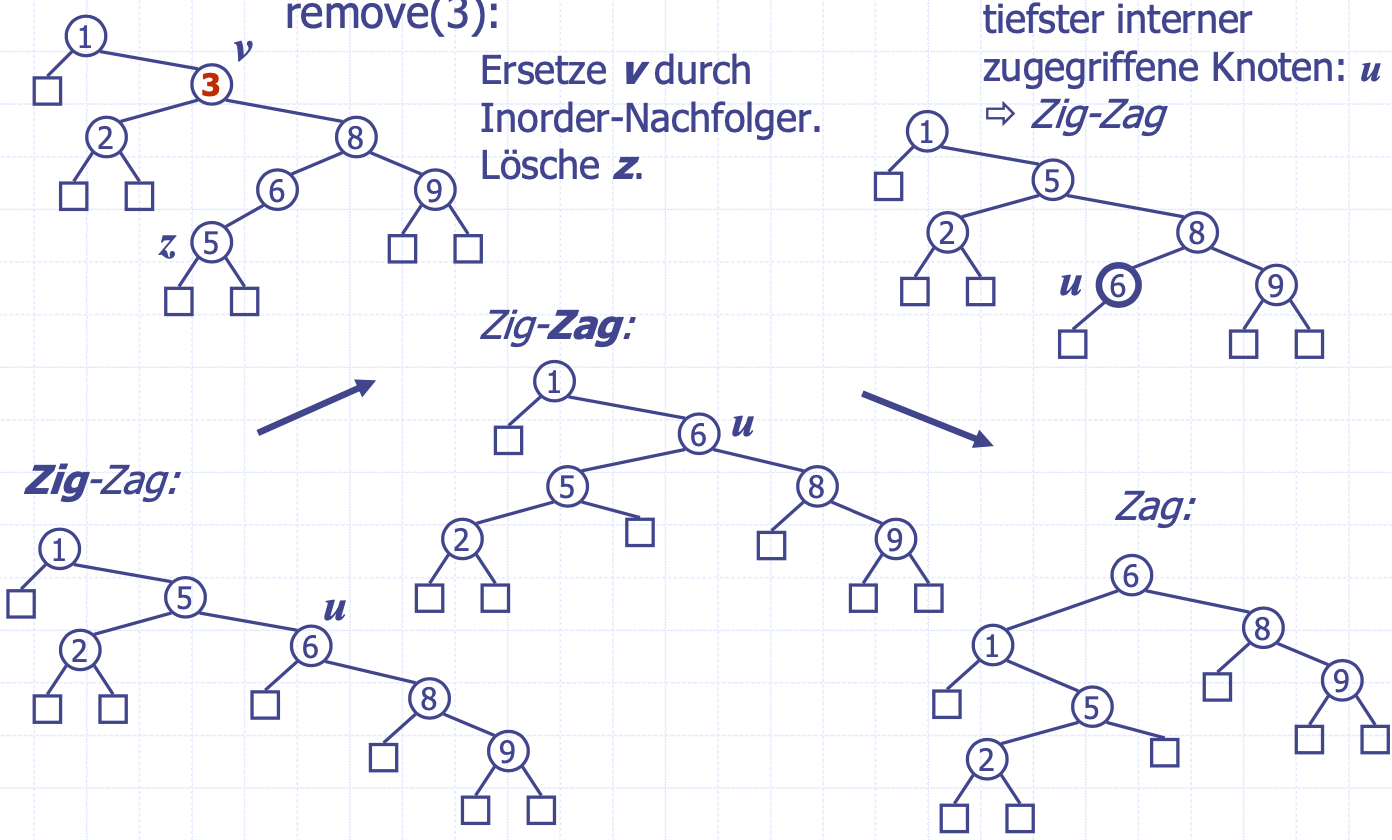 remove(3):
Ersetze v durch
Inorder-Nachfolger.
Lösche z.
1
v
3
2
8
6
9
z
5
tiefster interner
zugegriffene Knoten: u
⇨ Zig-Zag
1
5
2
8
u
6
9
Zig-Zag:
1
5
u
2
6
8
9
Zig-Zag:
1
6
u
5
8
2
9
Zag:
6
8
1
9
5
2